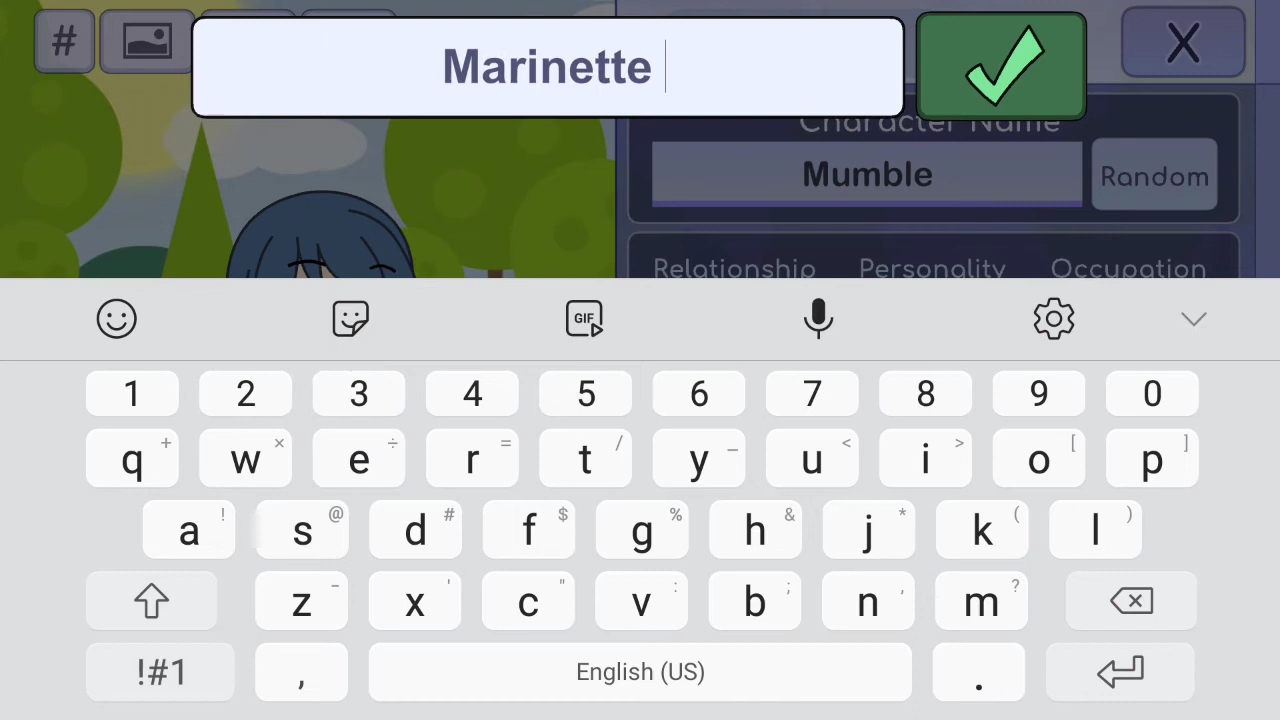 #
Marinette
X
Character Name
Mumble
Random
Relationship Personality Occupation
GIF
1 2 3 4 5 6 7 8 9 0
q + w × e ÷ r = t / y _ u < i > o [ p ]
a ! s @ d # f $ g % h & j * k ( l )
z - x ' c " v : b ; n , m ?
!#1 , English (US) .